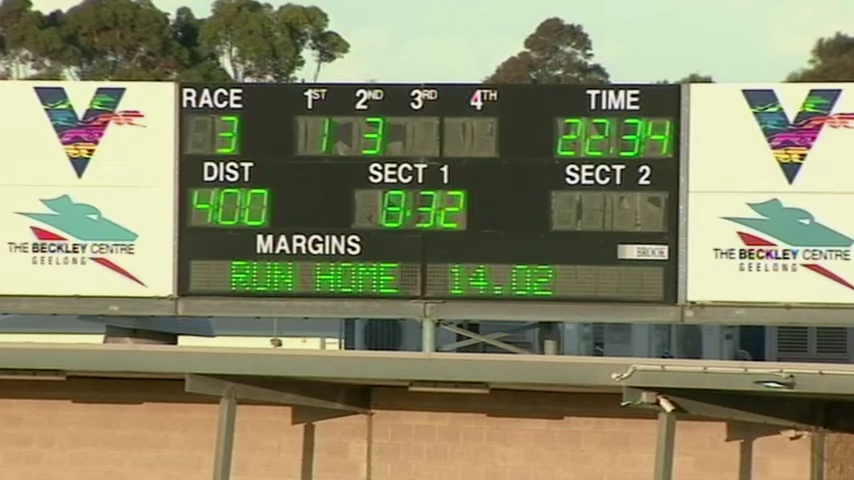 RACE 1ST 2ND 3RD 4TH TIME
3 1 3 22.34
DIST SECT 1 SECT 2
400 8.32
MARGINS BROOK
RUN HOME 14.02
V
THE BECKLEY CENTRE
GEELONG
V
THE BECKLEY CENTRE
GEELONG